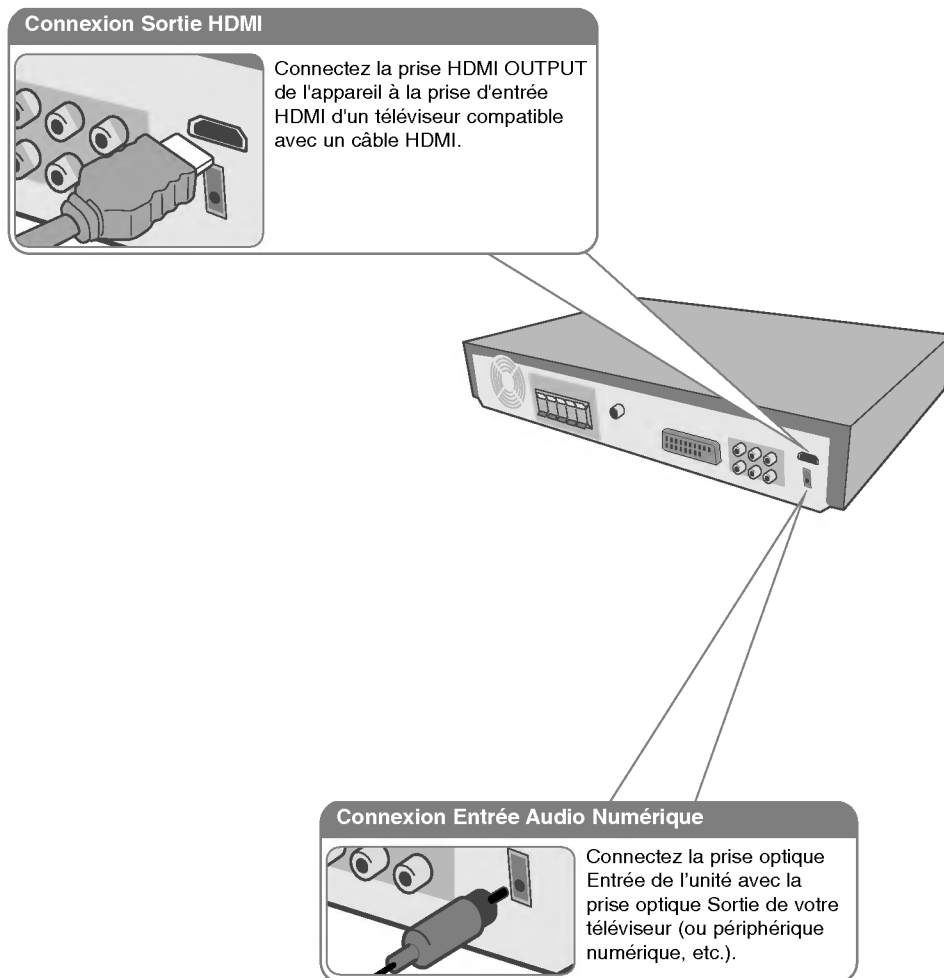 Connexion Sortie HDMI
Connectez la prise HDMI OUTPUT
de l'appareil à la prise d'entrée
HDMI d'un téléviseur compatible
avec un câble HDMI.
Connexion Entrée Audio Numérique
Connectez la prise optique
Entrée de l’unité avec la
prise optique Sortie de votre
téléviseur (ou périphérique
numérique, etc.).